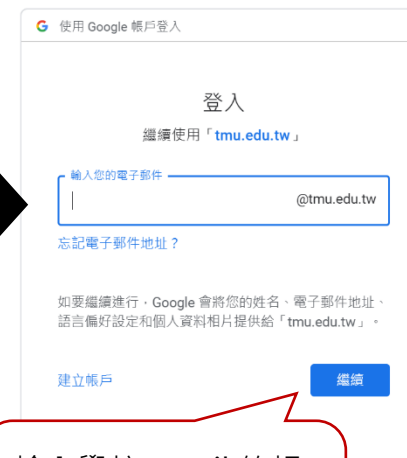 使用 Google 帳戶登入
登入
繼續使用「tmu.edu.tw」
輸入您的電子郵件
@tmu.edu.tw
忘記電子郵件地址？
如要繼續進行，Google 會將您的姓名、電子郵件地址、
語言偏好設定和個人資料相片提供給「tmu.edu.tw」。
建立帳戶
繼續